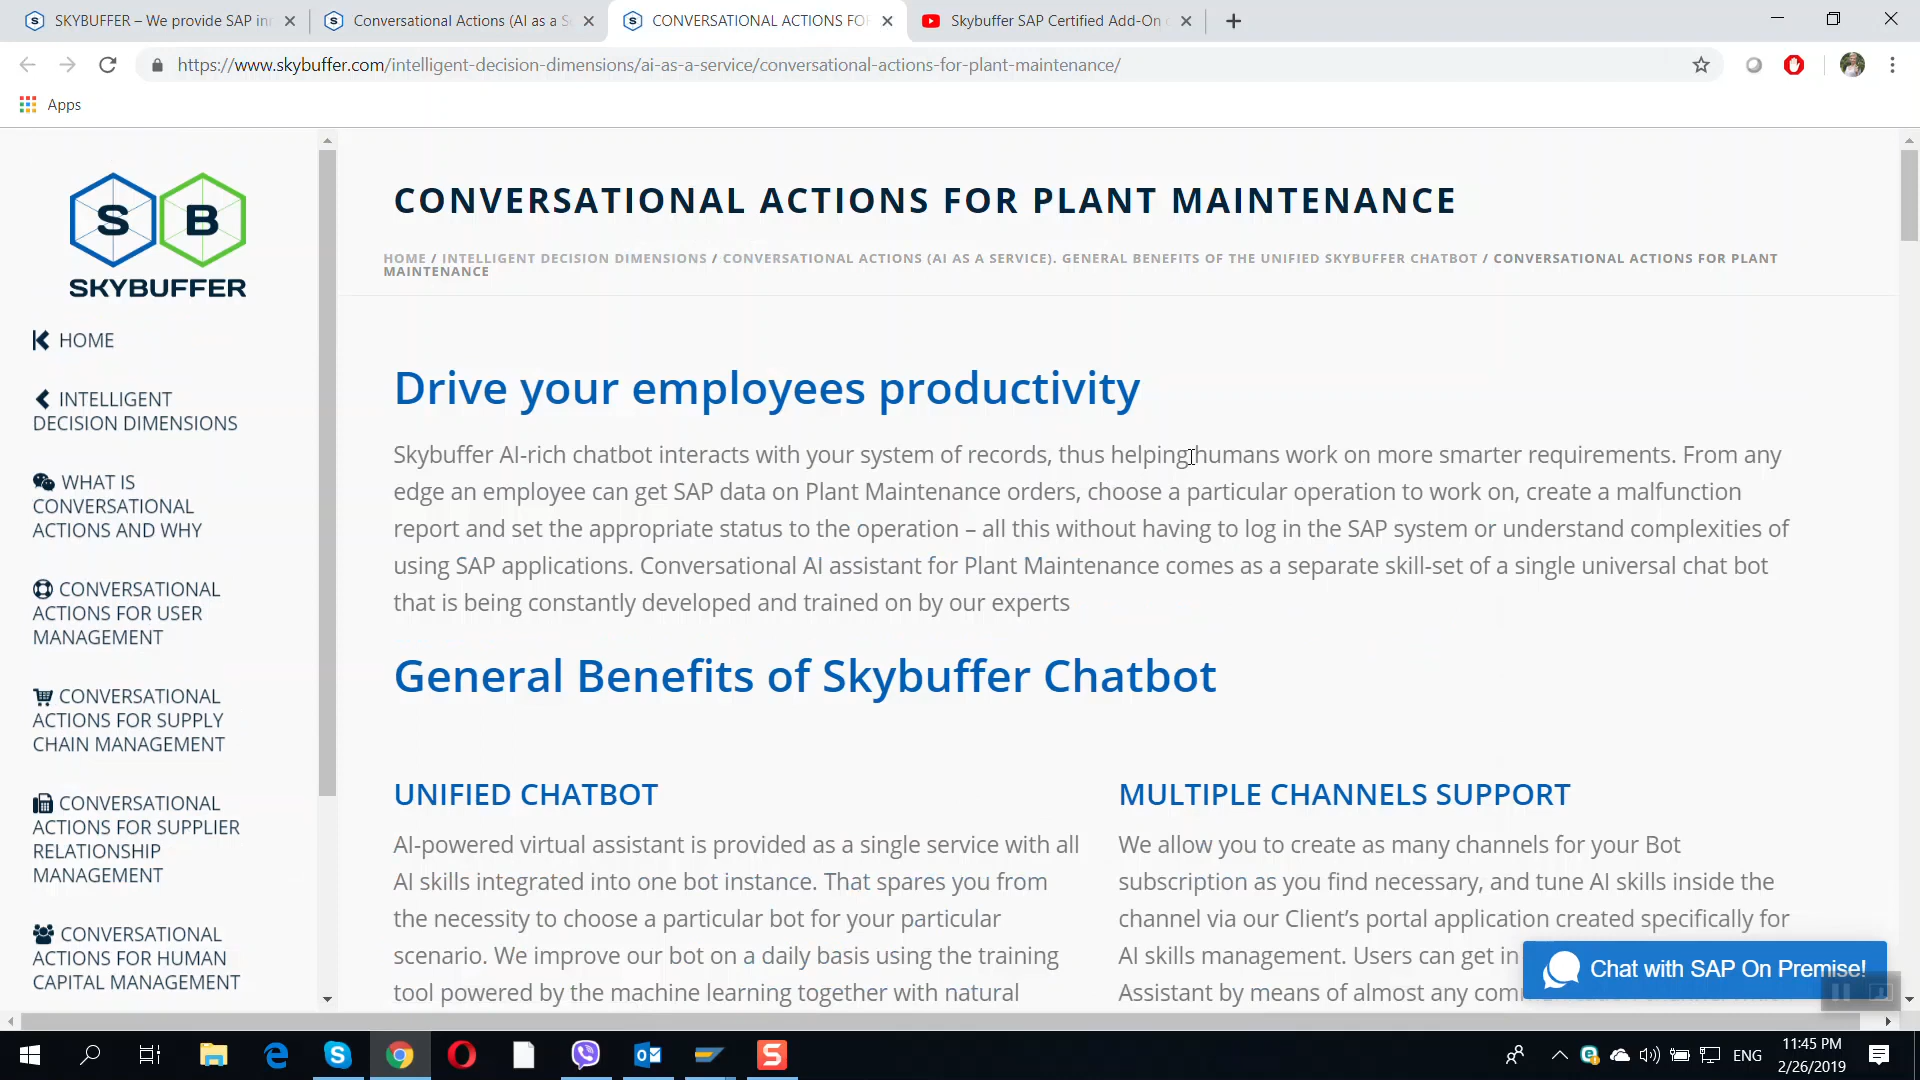 SKYBUFFER – We provide SAP in
Conversational Actions (AI as a S
CONVERSATIONAL ACTIONS FOR
Skybuffer SAP Certified Add-On
https://www.skybuffer.com/intelligent-decision-dimensions/ai-as-a-service/conversational-actions-for-plant-maintenance/
Apps
S B
SKYBUFFER
HOME
INTELLIGENT
DECISION DIMENSIONS
WHAT IS
CONVERSATIONAL
ACTIONS AND WHY
CONVERSATIONAL
ACTIONS FOR USER
MANAGEMENT
CONVERSATIONAL
ACTIONS FOR SUPPLY
CHAIN MANAGEMENT
CONVERSATIONAL
ACTIONS FOR SUPPLIER
RELATIONSHIP
MANAGEMENT
CONVERSATIONAL
ACTIONS FOR HUMAN
CAPITAL MANAGEMENT
CONVERSATIONAL ACTIONS FOR PLANT MAINTENANCE
HOME / INTELLIGENT DECISION DIMENSIONS / CONVERSATIONAL ACTIONS (AI AS A SERVICE). GENERAL BENEFITS OF THE UNIFIED SKYBUFFER CHATBOT / CONVERSATIONAL ACTIONS FOR PLANT
MAINTENANCE
Drive your employees productivity
Skybuffer AI-rich chatbot interacts with your system of records, thus helping humans work on more smarter requirements. From any
edge an employee can get SAP data on Plant Maintenance orders, choose a particular operation to work on, create a malfunction
report and set the appropriate status to the operation – all this without having to log in the SAP system or understand complexities of
using SAP applications. Conversational AI assistant for Plant Maintenance comes as a separate skill-set of a single universal chat bot
that is being constantly developed and trained on by our experts
General Benefits of Skybuffer Chatbot
UNIFIED CHATBOT
AI-powered virtual assistant is provided as a single service with all
AI skills integrated into one bot instance. That spares you from
the necessity to choose a particular bot for your particular
scenario. We improve our bot on a daily basis using the training
tool powered by the machine learning together with natural
MULTIPLE CHANNELS SUPPORT
We allow you to create as many channels for your Bot
subscription as you find necessary, and tune AI skills inside the
channel via our Client's portal application created specifically for
AI skills management. Users can get in
Assistant by means of almost any com
Chat with SAP On Premise!
ENG
11:45 PM
2/26/2019